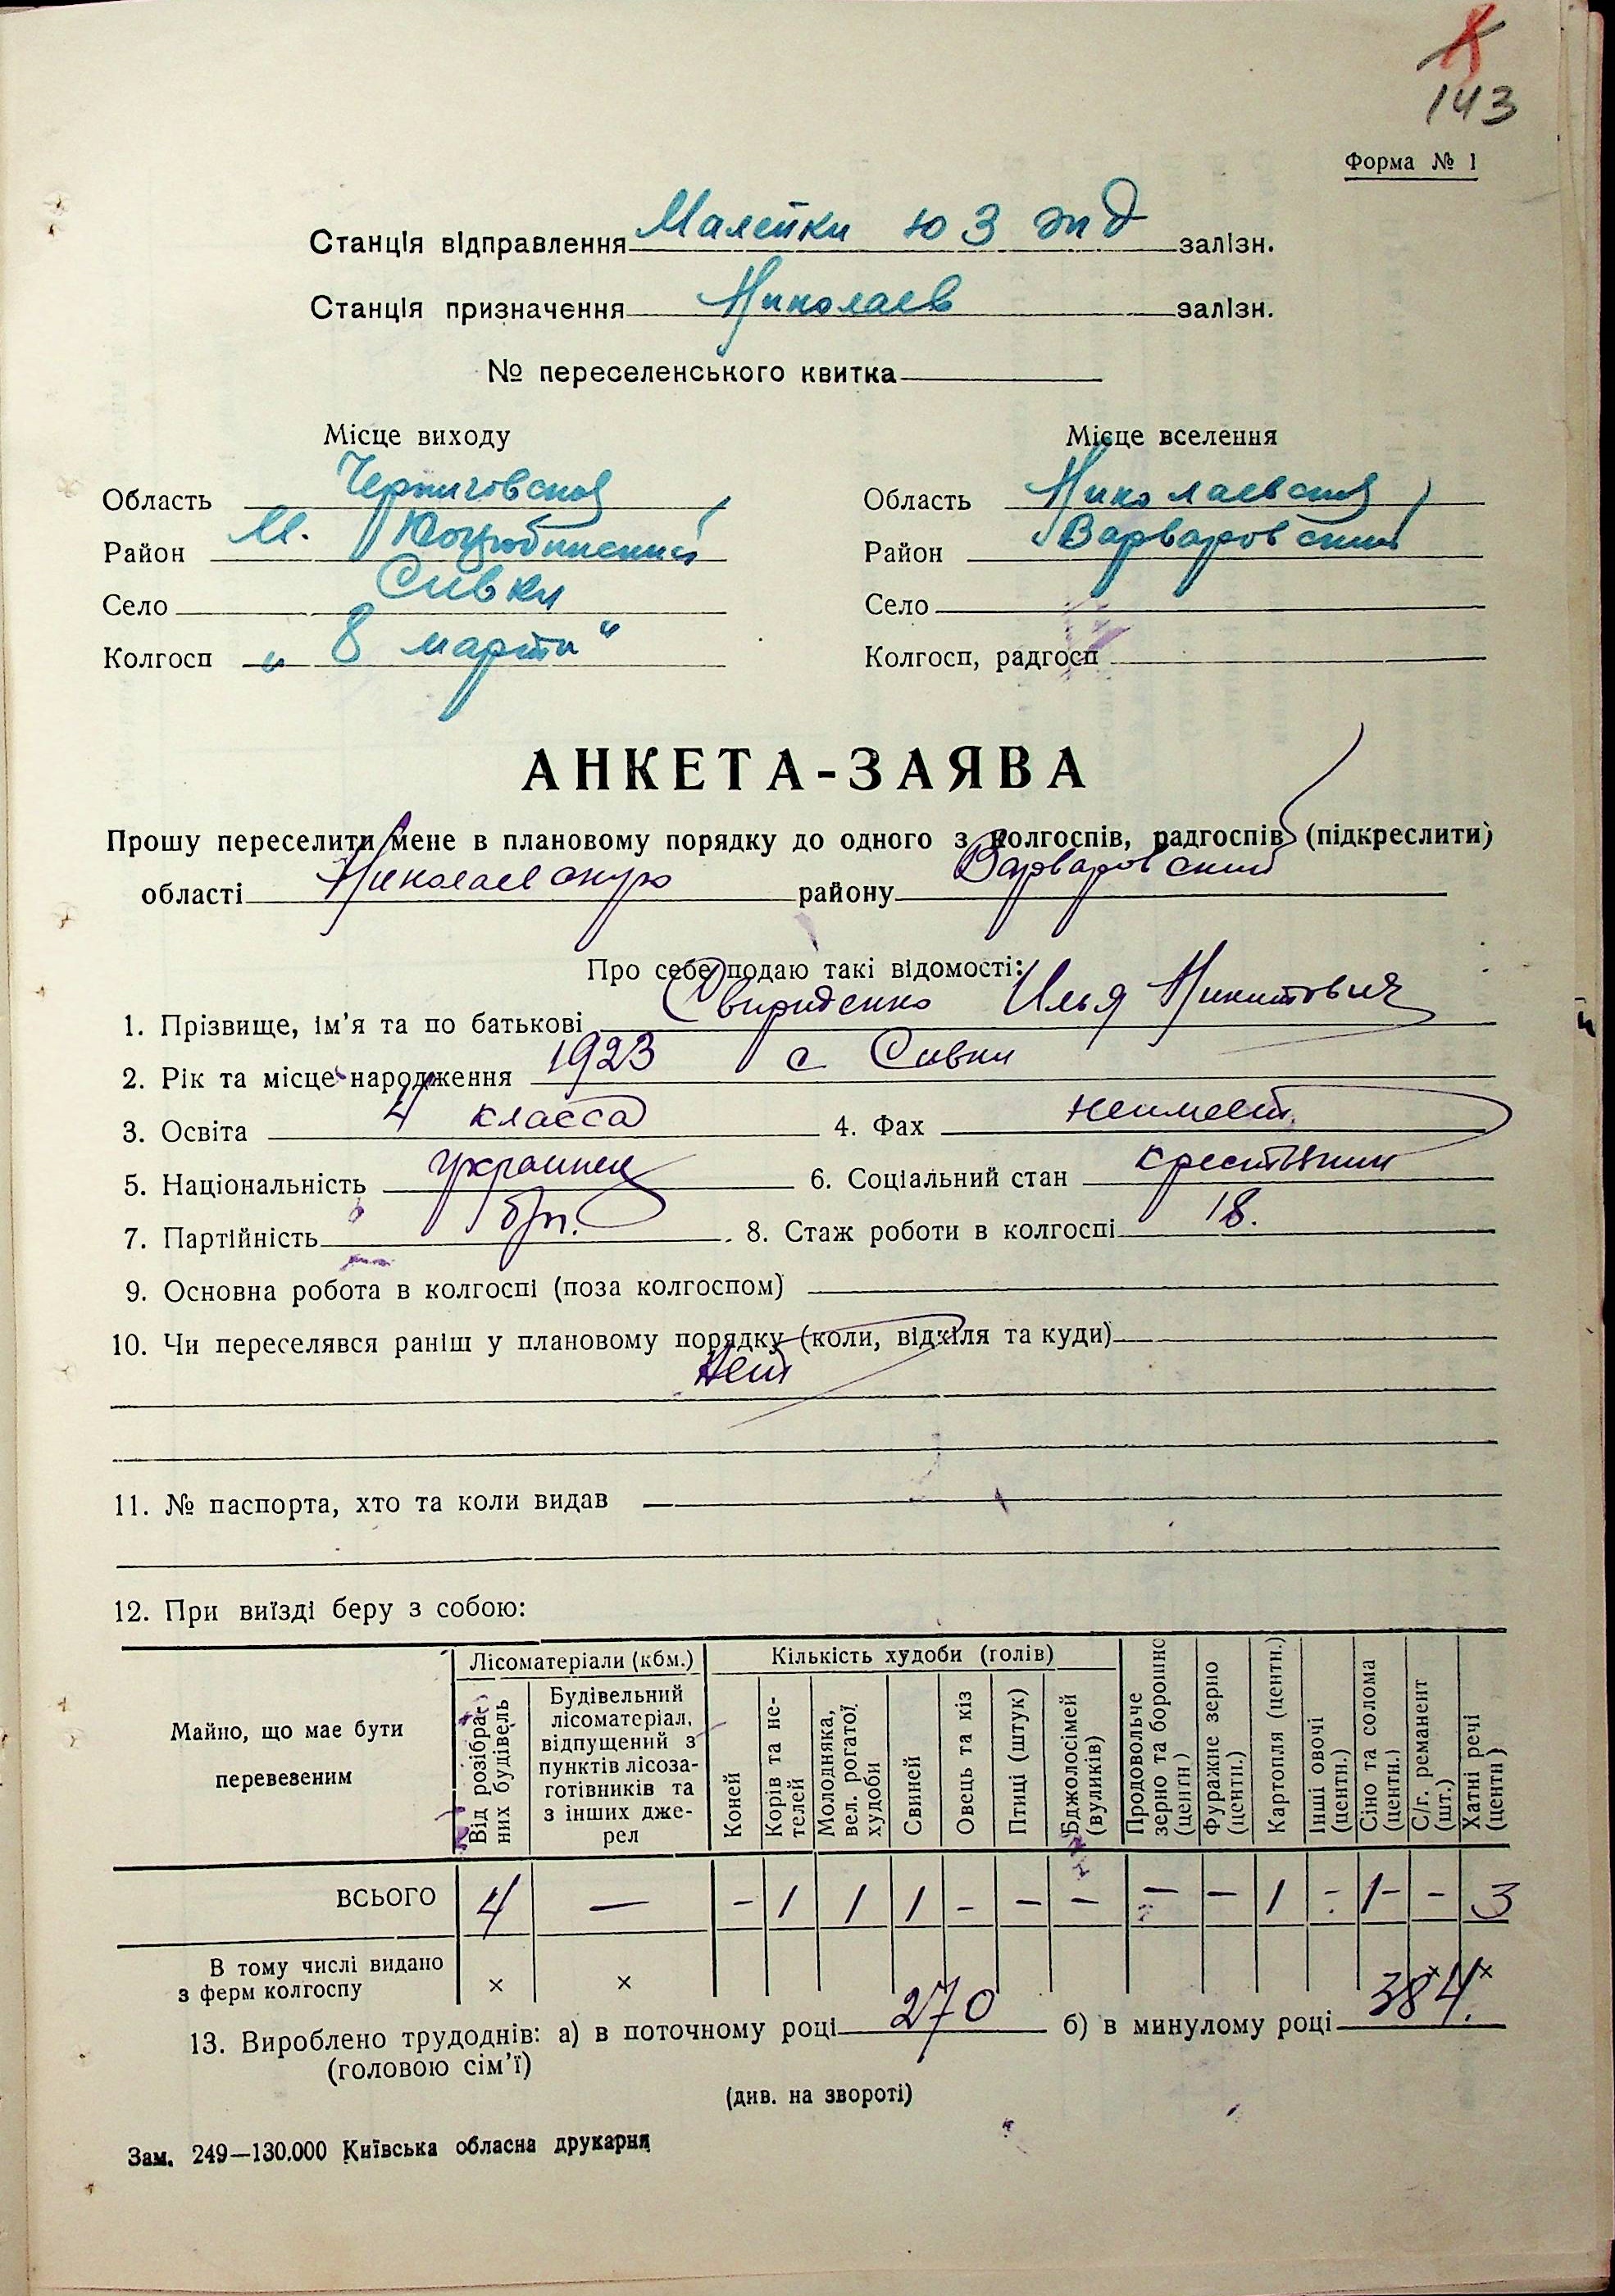 143
Форма № 1
Станція відправлення Малейки ю З ж д залізн.
Станція призначення Николаев залізн.
№ переселенського квитка
Місце виходу
Місце вселення
Область Черниговская
Область Николаевская
Район М. Коцюбинский
Район Варваровский
Село Сивки
Село
Колгосп „8 марта“
Колгосп, радгосп
АНКЕТА-ЗАЯВА
Прошу переселити мене в плановому порядку до одного з колгоспів, радгоспів (підкреслити)
області Николаевскую району Варваровский
Про себе подаю такі відомості:
1. Прізвище, ім’я та по батькові Свириденко Илья Никитович
2. Рік та місце народження 1923 с Сивки
3. Освіта 4 класса 4. Фах неимеет
5. Національність украинец 6. Соціальний стан крестянин
7. Партійність б/п. 8. Стаж роботи в колгоспі 18.
9. Основна робота в колгоспі (поза колгоспом)
10. Чи переселявся раніш у плановому порядку (коли, відкіля та куди)
Нет
11. № паспорта, хто та коли видав
12. При виїзді беру з собою:
Майно, що має бути перевезеним
Лісоматеріали (кбм.)
Від розібраних будівель
Будівельний лісоматеріал, відпущений з пунктів лісозаготівників та з інших джерел
Кількість худоби (голів)
Коней
Корів та нетелей
Молодняка, вел. рогатої худоби
Свиней
Овець та кіз
Птиці (штук)
Бджолосімей (вуликів)
Продовольче зерно та борошно (центн)
Фуражне зерно (центн.)
Картопля (центн.)
Інші овочі (центн.)
Сіно та солома (центн.)
С/г. реманент (шт.)
Хатні речі (центн)
ВСЬОГО 4 — - 1 1 1 - - - - - 1 - 1 - - 3
В тому числі видано з ферм колгоспу × × × ×
13. Вироблено трудоднів: а) в поточному році 270 б) в минулому році 384.
(головою сім’ї)
(див. на звороті)
Зам. 249—130.000 Київська обласна друкарня